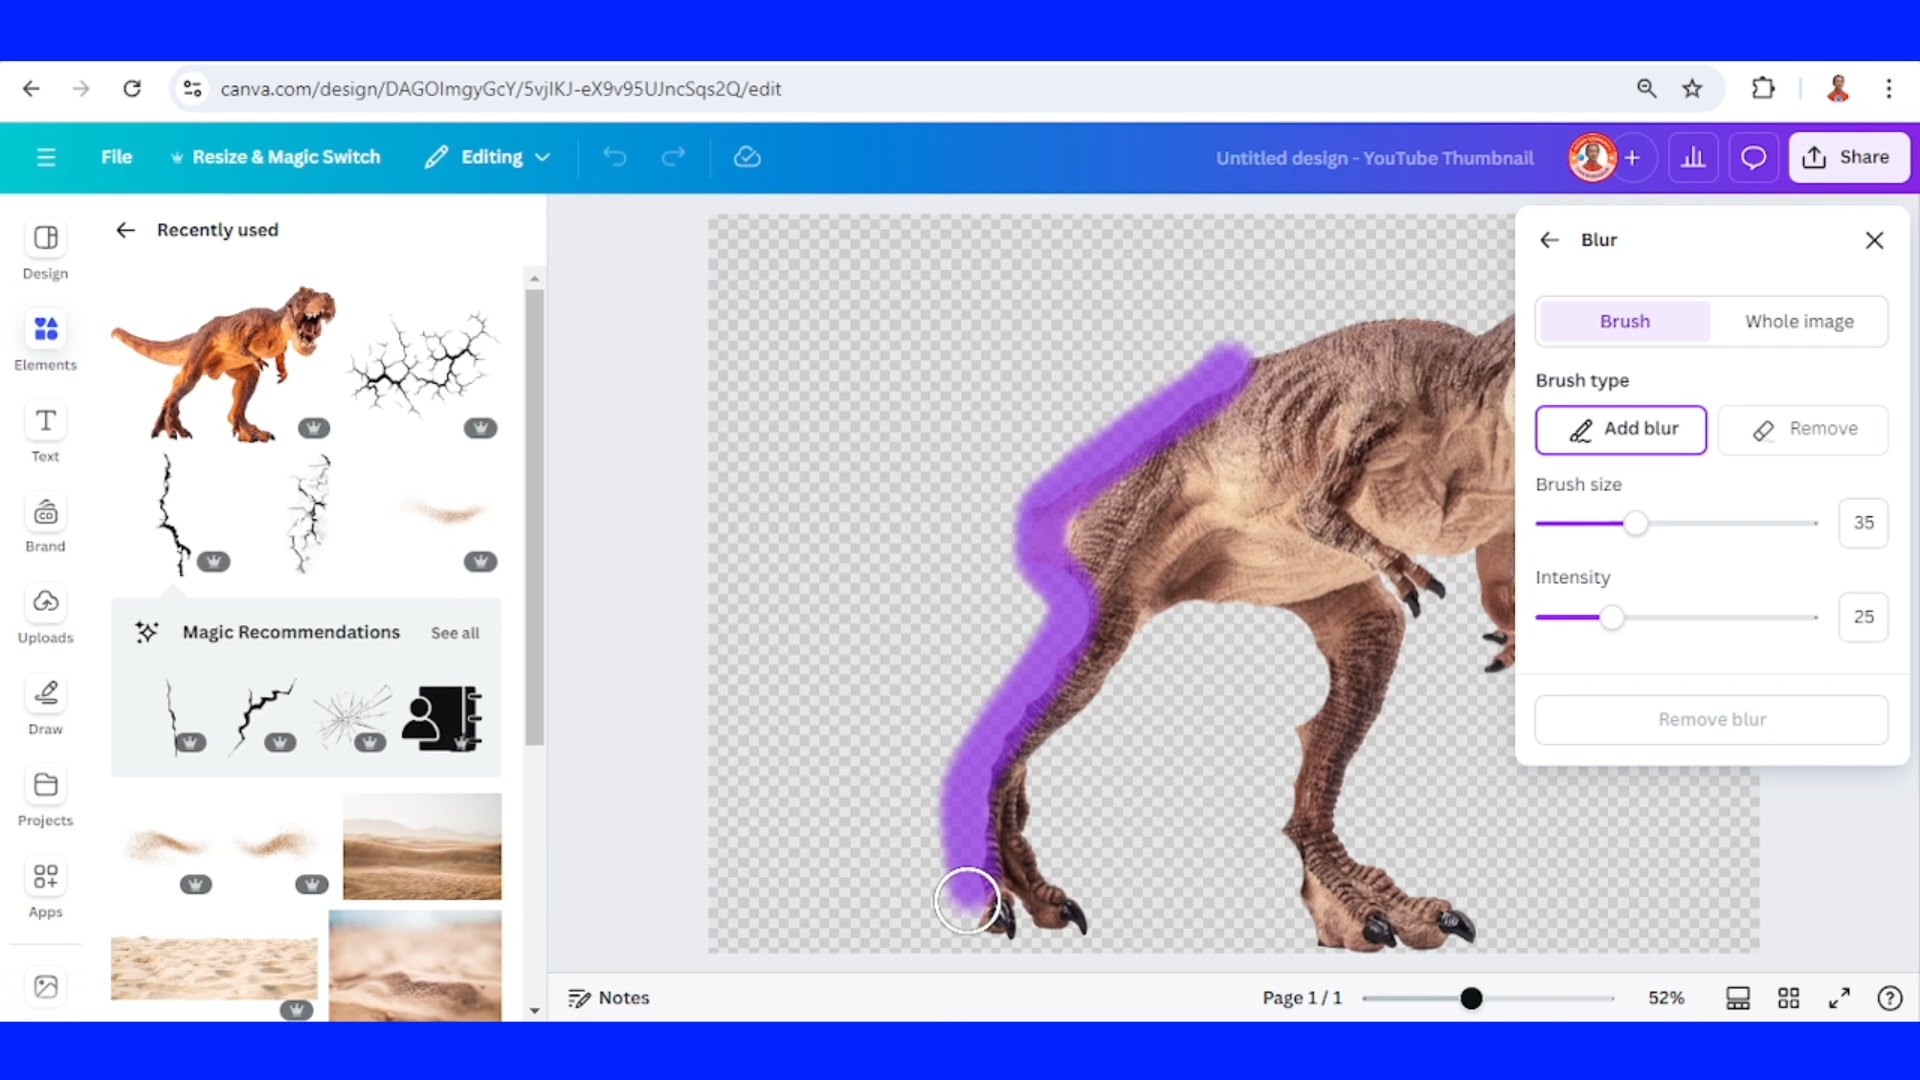 canva.com/design/DAGOImgyGcY/5vjlKJ-eX9v95UJncSqs2Q/edit
File
Resize & Magic Switch
Editing
Untitled design - YouTube Thumbnail
Share
Design
Elements
Text
Brand
Uploads
Draw
Projects
Apps
Recently used
Magic Recommendations
See all
Blur
Brush
Whole image
Brush type
Add blur
Remove
Brush size
35
Intensity
25
Remove blur
Notes
Page 1 / 1
52%